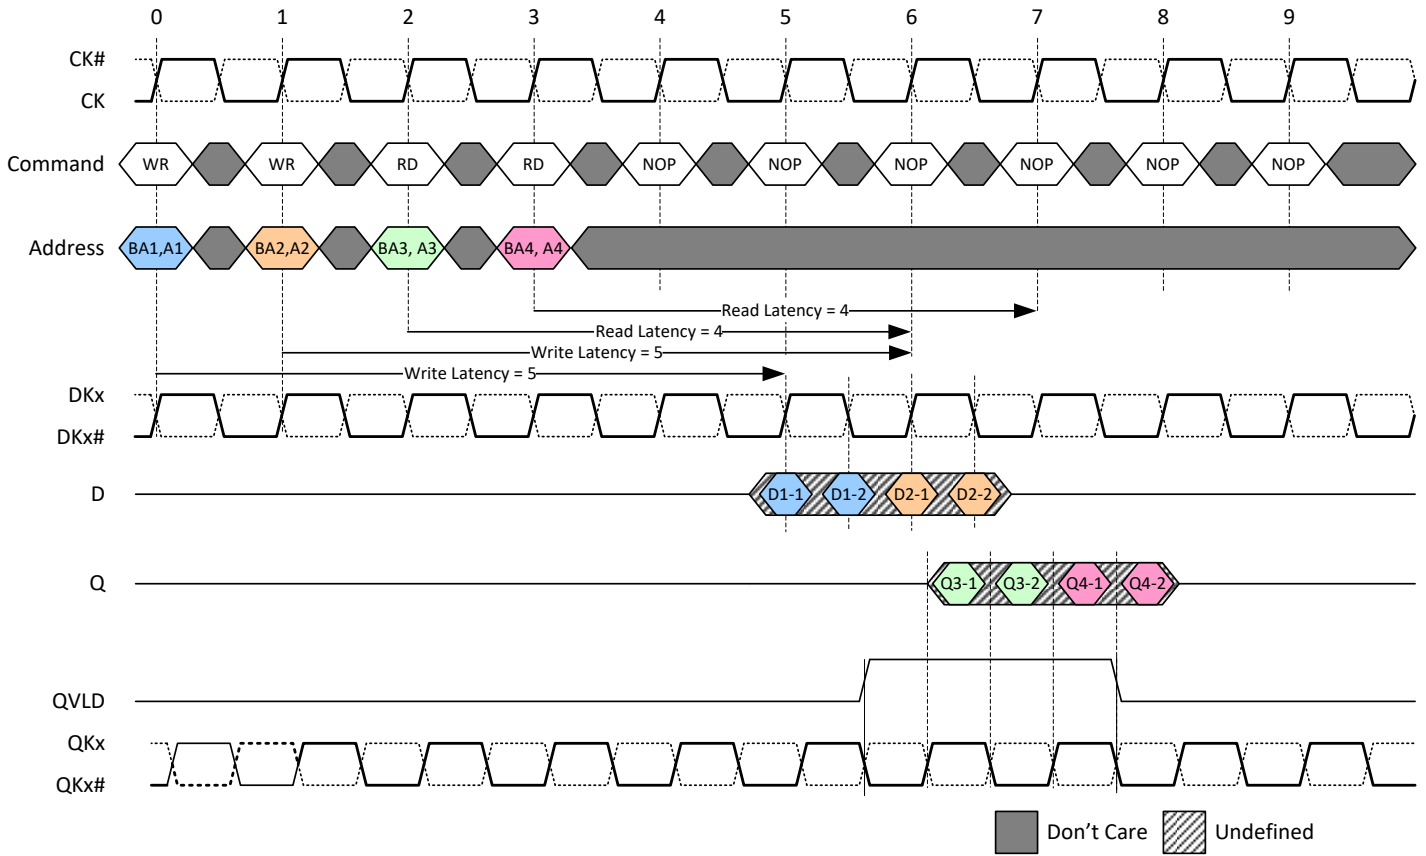 0 1 2 3 4 5 6 7 8 9
CK#
CK
Command WR WR RD RD NOP NOP NOP NOP NOP NOP
Address BA1,A1 BA2,A2 BA3, A3 BA4, A4
Read Latency = 4
Read Latency = 4
Write Latency = 5
Write Latency = 5
DKx
DKx#
D D1-1 D1-2 D2-1 D2-2
Q Q3-1 Q3-2 Q4-1 Q4-2
QVLD
QKx
QKx#
Don't Care Undefined